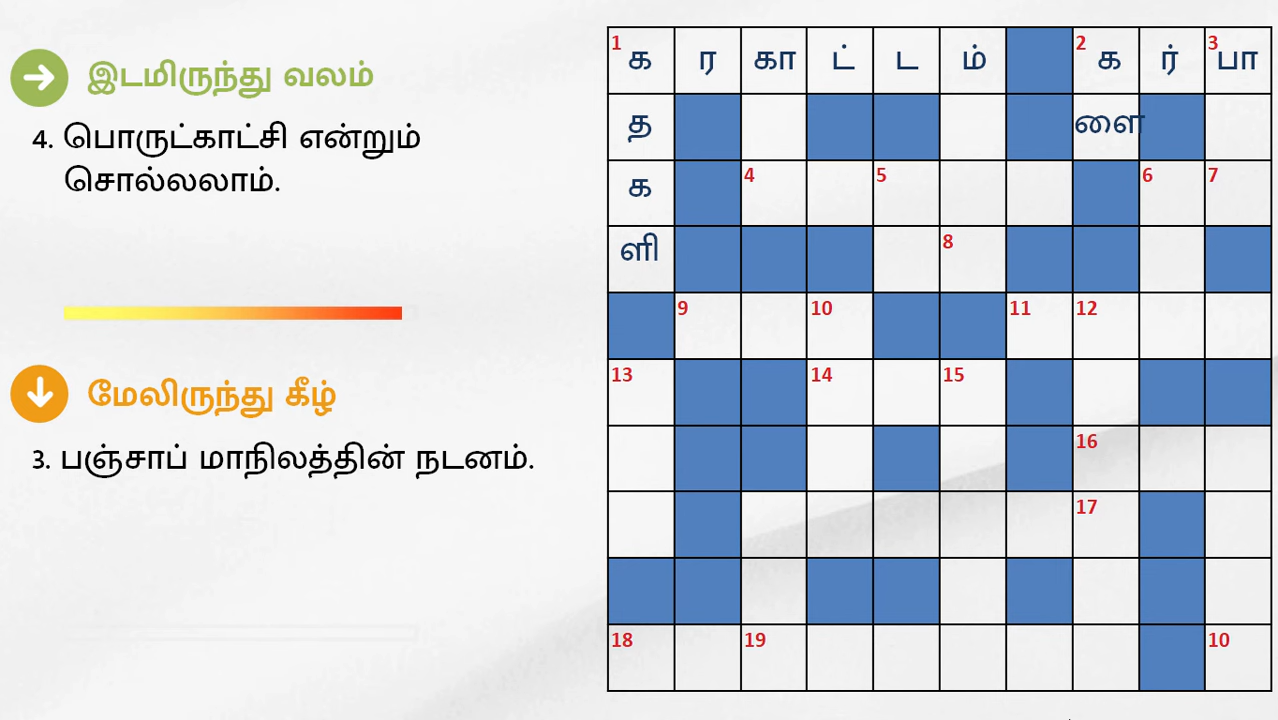 இடமிருந்து வலம்
4. பொருட்காட்சி என்றும்
சொல்லலாம்.
மேலிருந்து கீழ்
3. பஞ்சாப் மாநிலத்தின் நடனம்.
1 க ர கா ட் ட ம் 2 க ர் 3 பா
த ளை
க 4 5 6 7
ளி 8
9 10 11 12
13 14 15
16
17
18 19 10